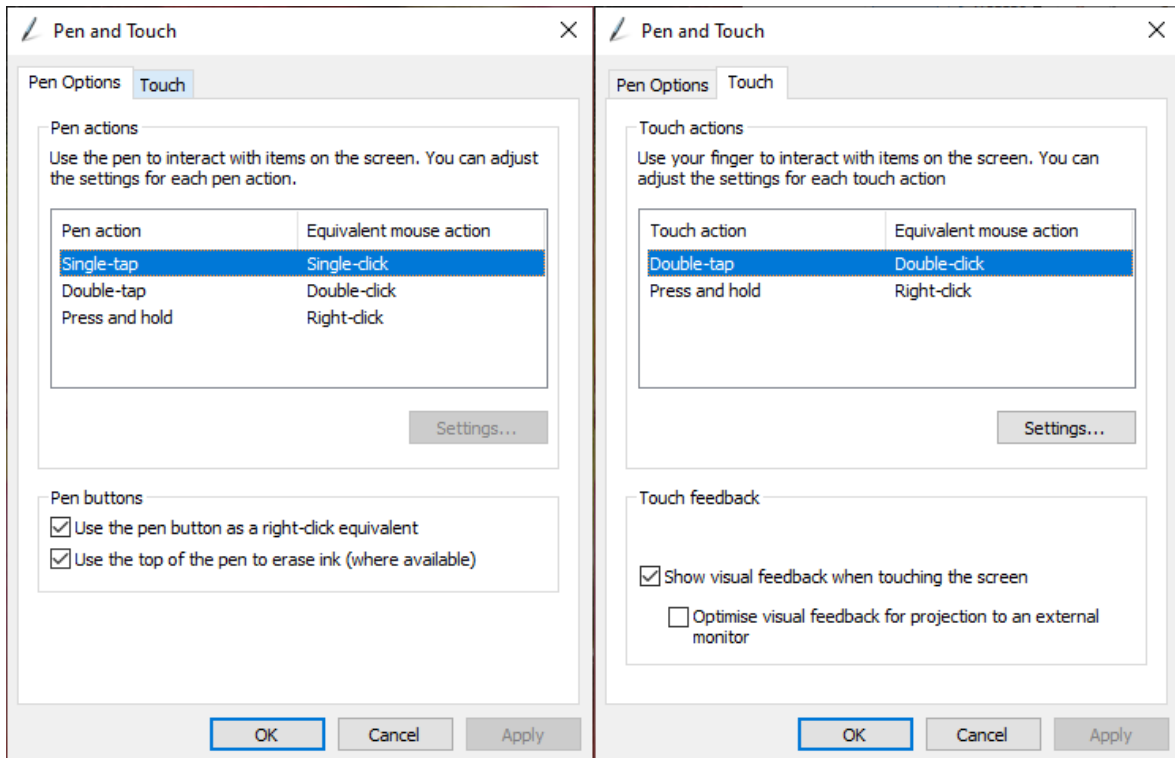 Pen and Touch
Pen Options Touch
Pen actions
Use the pen to interact with items on the screen. You can adjust
the settings for each pen action.
Pen action Equivalent mouse action
Single-tap Single-click
Double-tap Double-click
Press and hold Right-click
Settings...
Pen buttons
Use the pen button as a right-click equivalent
Use the top of the pen to erase ink (where available)
OK Cancel Apply
Pen and Touch
Pen Options Touch
Touch actions
Use your finger to interact with items on the screen. You can
adjust the settings for each touch action
Touch action Equivalent mouse action
Double-tap Double-click
Press and hold Right-click
Settings...
Touch feedback
Show visual feedback when touching the screen
Optimise visual feedback for projection to an external
monitor
OK Cancel Apply